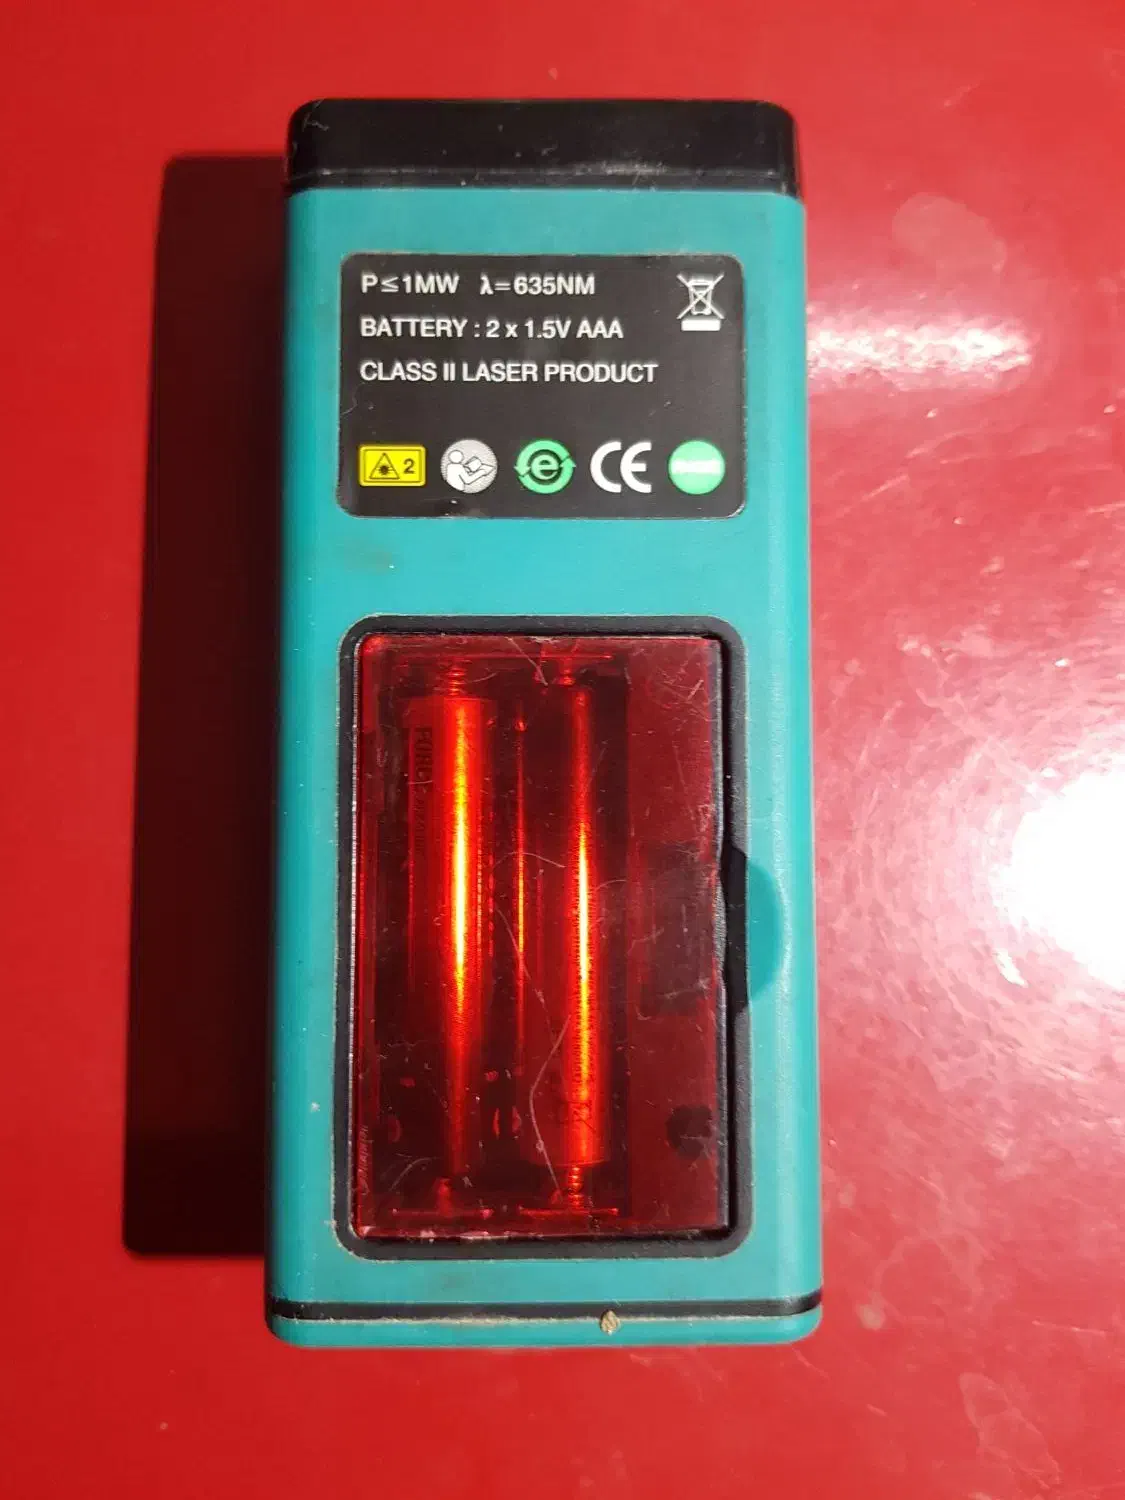 P≤1MW λ=635NM
BATTERY : 2 x 1.5V AAA
CLASS II LASER PRODUCT
2 e CE